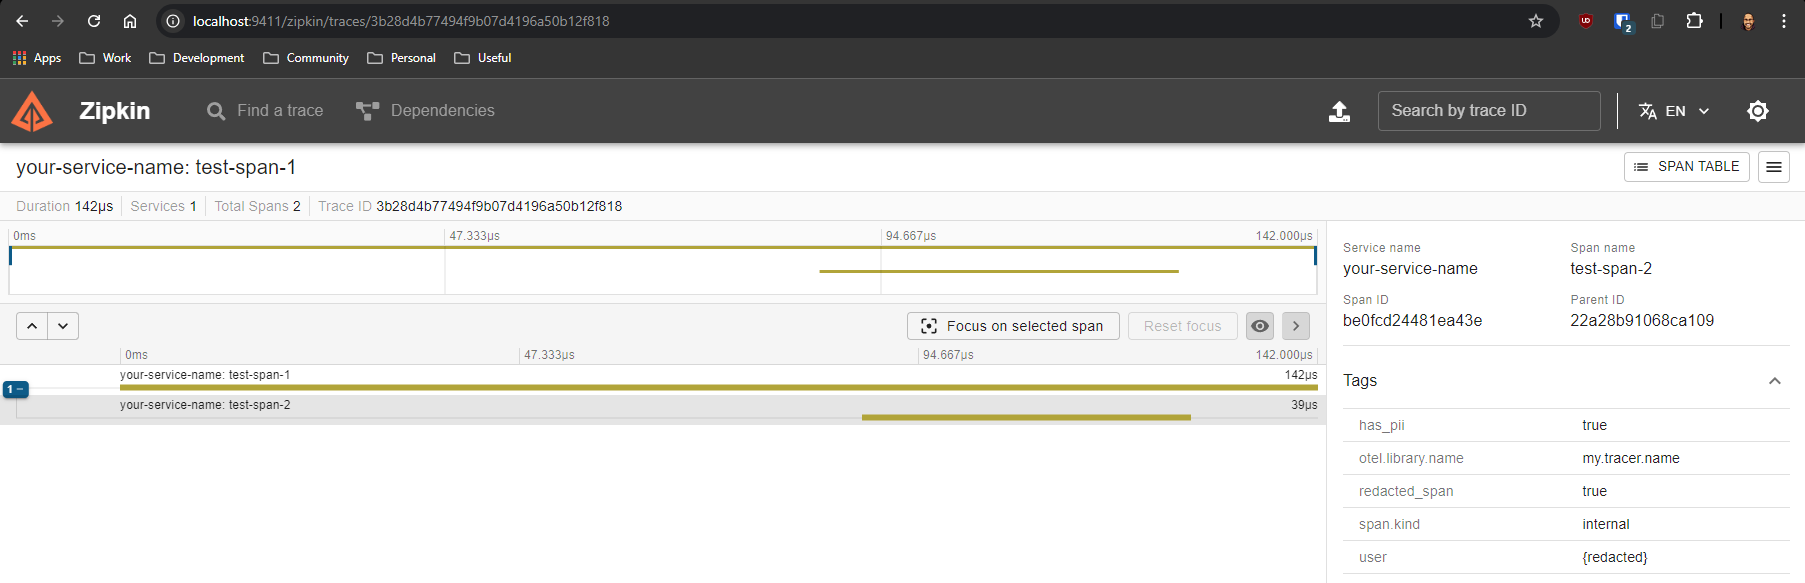 localhost:9411/zipkin/traces/3b28d4b77494f9b07d4196a50b12f818
2
Apps Work Development Community Personal Useful
Zipkin Find a trace Dependencies Search by trace ID EN
your-service-name: test-span-1 SPAN TABLE
Duration 142μs Services 1 Total Spans 2 Trace ID 3b28d4b77494f9b07d4196a50b12f818
0ms 47.333μs 94.667μs 142.000μs
Focus on selected span Reset focus
0ms 47.333μs 94.667μs 142.000μs
your-service-name: test-span-1 142μs
1 −
your-service-name: test-span-2 39μs
Service name Span name
your-service-name test-span-2
Span ID Parent ID
be0fcd24481ea43e 22a28b91068ca109
Tags
has_pii true
otel.library.name my.tracer.name
redacted_span true
span.kind internal
user {redacted}